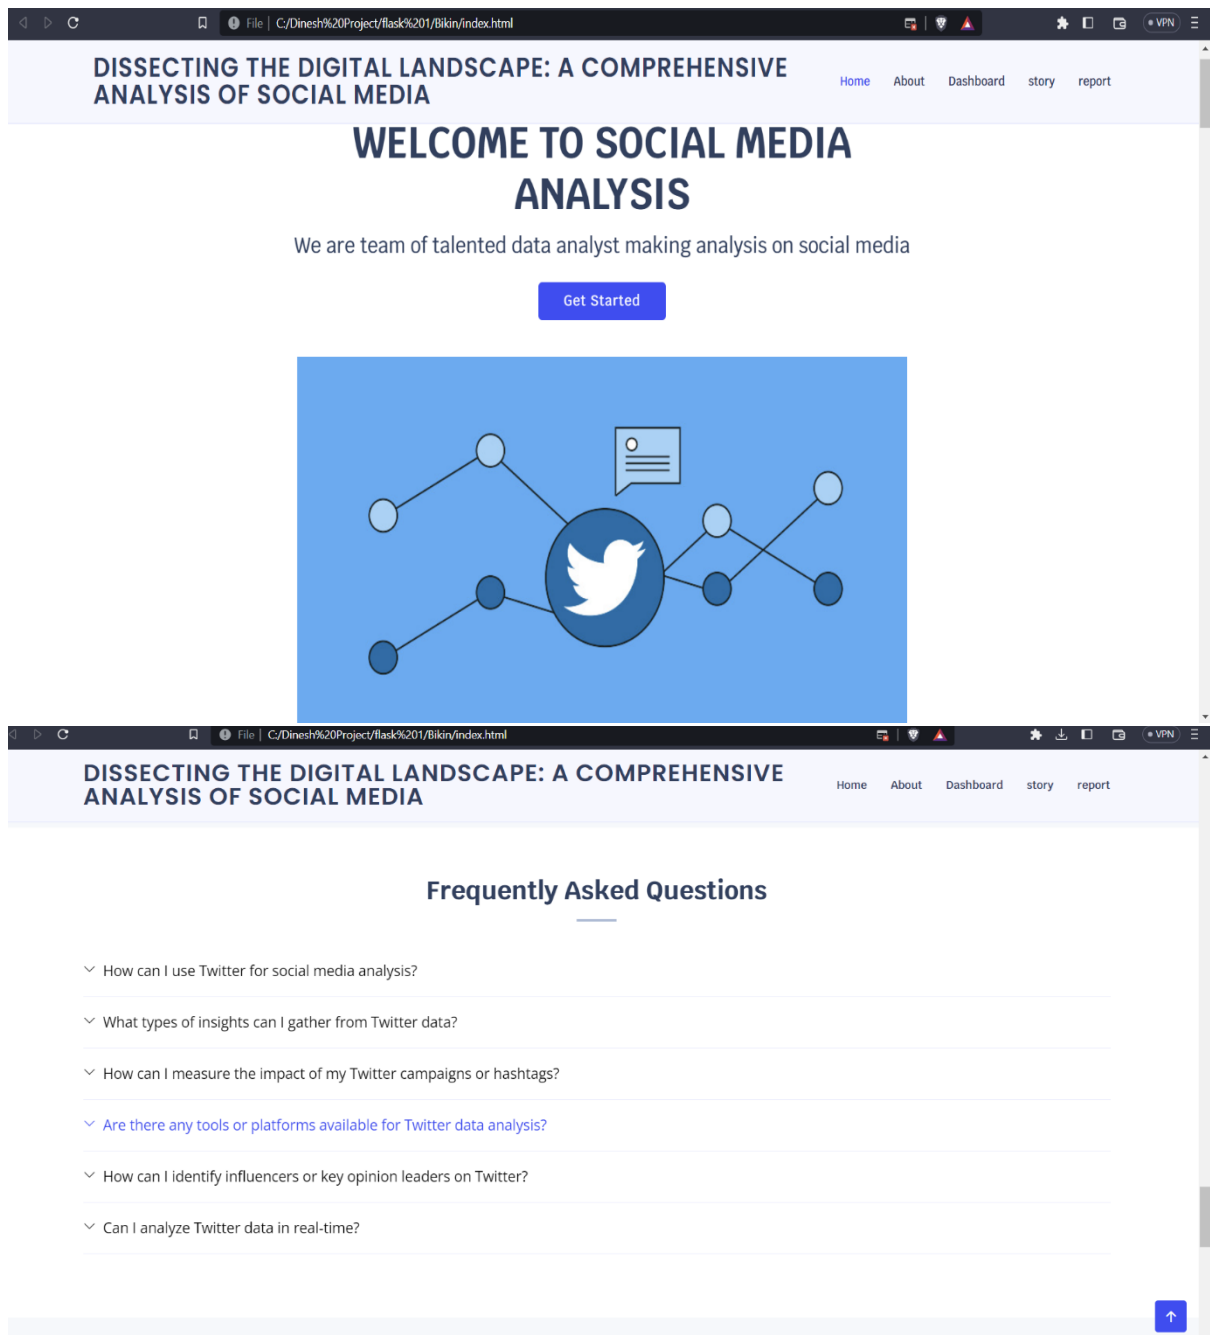 File | C:/Dinesh%20Project/flask%201/Bikin/index.html
VPN
DISSECTING THE DIGITAL LANDSCAPE: A COMPREHENSIVE
ANALYSIS OF SOCIAL MEDIA
Home About Dashboard story report
WELCOME TO SOCIAL MEDIA
ANALYSIS
We are team of talented data analyst making analysis on social media
Get Started
File | C:/Dinesh%20Project/flask%201/Bikin/index.html
VPN
DISSECTING THE DIGITAL LANDSCAPE: A COMPREHENSIVE
ANALYSIS OF SOCIAL MEDIA
Home About Dashboard story report
Frequently Asked Questions
How can I use Twitter for social media analysis?
What types of insights can I gather from Twitter data?
How can I measure the impact of my Twitter campaigns or hashtags?
Are there any tools or platforms available for Twitter data analysis?
How can I identify influencers or key opinion leaders on Twitter?
Can I analyze Twitter data in real-time?